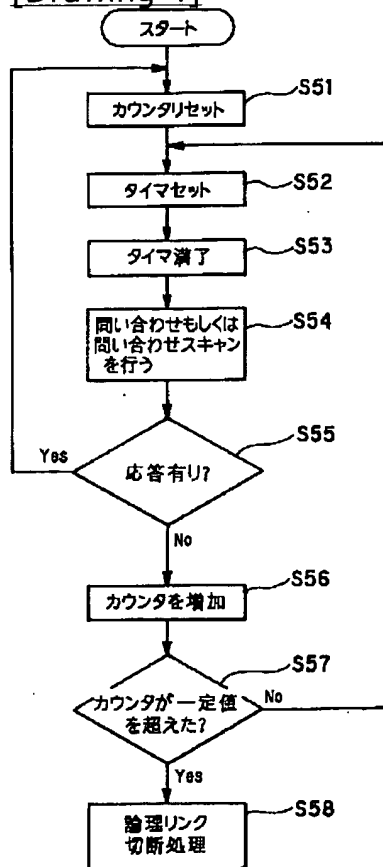 スタート
カウンタリセット
S51
タイマセット
S52
タイマ満了
S53
問い合わせもしくは
問い合わせスキャン
を行う
S54
応答有り?
S55
Yes
No
カウンタを増加
S56
カウンタが一定値
を超えた?
S57
No
Yes
論理リンク
切断処理
S58